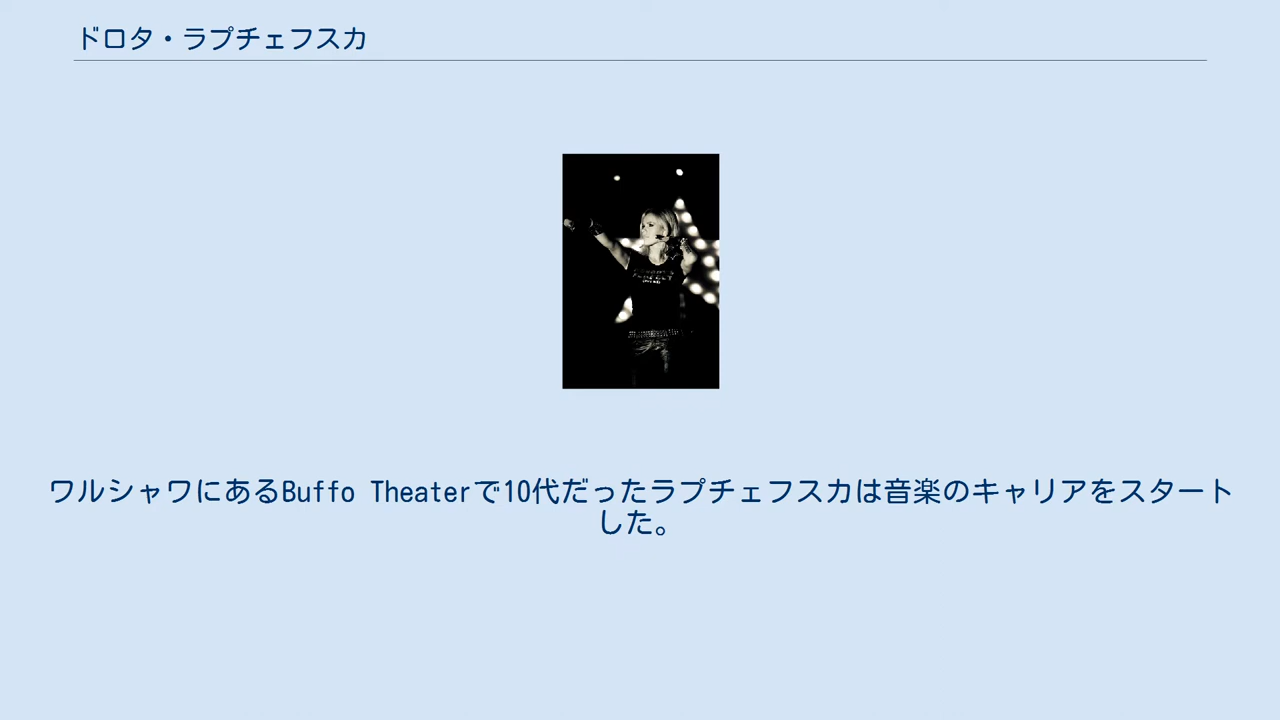 ドロタ・ラプチェフスカ
ワルシャワにあるBuffo Theaterで10代だったラプチェフスカは音楽のキャリアをスタート
した。